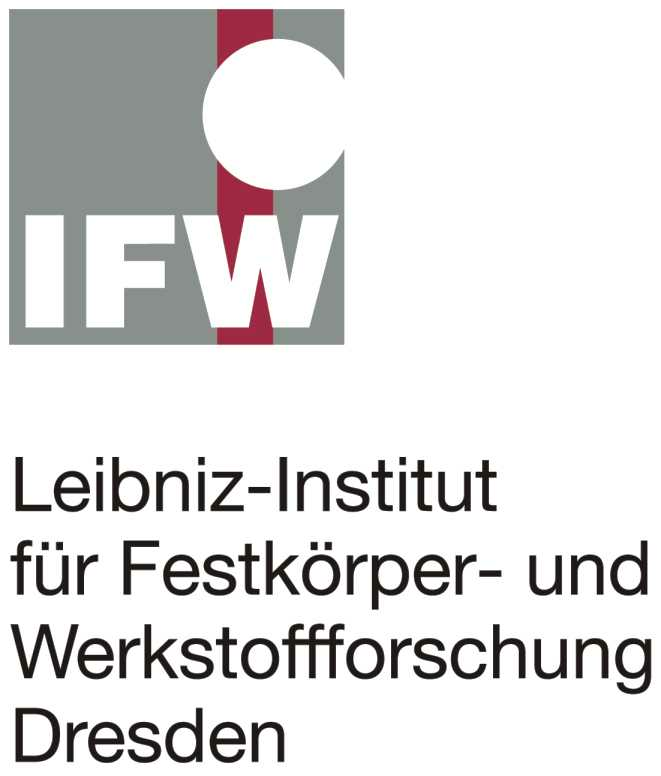 IFW
Leibniz-Institut
für Festkörper- und
Werkstoffforschung
Dresden